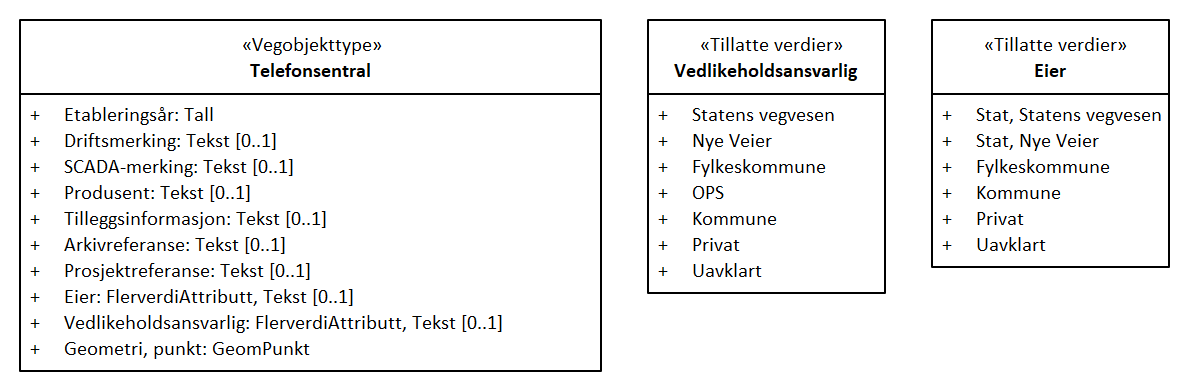 «Vegobjekttype»
Telefonsentral
+ Etableringsår: Tall
+ Driftsmerking: Tekst [0..1]
+ SCADA-merking: Tekst [0..1]
+ Produsent: Tekst [0..1]
+ Tilleggsinformasjon: Tekst [0..1]
+ Arkivreferanse: Tekst [0..1]
+ Prosjektreferanse: Tekst [0..1]
+ Eier: FlerverdiAttributt, Tekst [0..1]
+ Vedlikeholdsansvarlig: FlerverdiAttributt, Tekst [0..1]
+ Geometri, punkt: GeomPunkt
«Tillatte verdier»
Vedlikeholdsansvarlig
+ Statens vegvesen
+ Nye Veier
+ Fylkeskommune
+ OPS
+ Kommune
+ Privat
+ Uavklart
«Tillatte verdier»
Eier
+ Stat, Statens vegvesen
+ Stat, Nye Veier
+ Fylkeskommune
+ Kommune
+ Privat
+ Uavklart